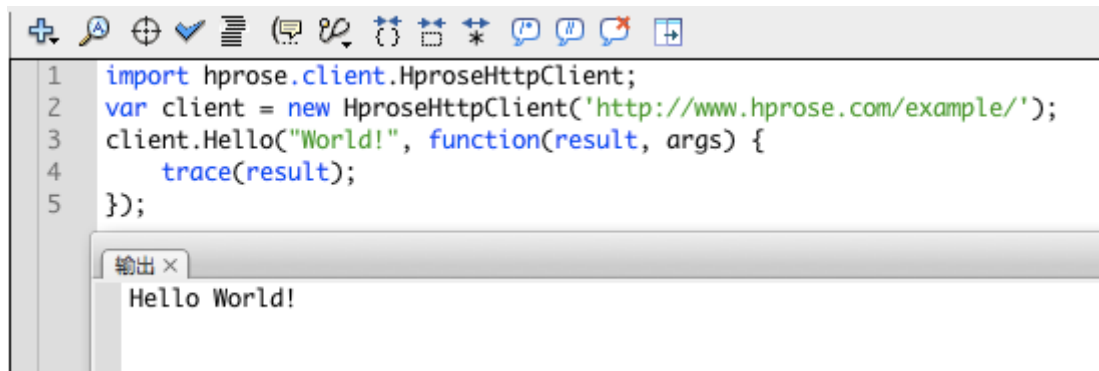 1 import hprose.client.HproseHttpClient;
2 var client = new HproseHttpClient('http://www.hprose.com/example/');
3 client.Hello("World!", function(result, args) {
4     trace(result);
5 });
输出 ×
Hello World!